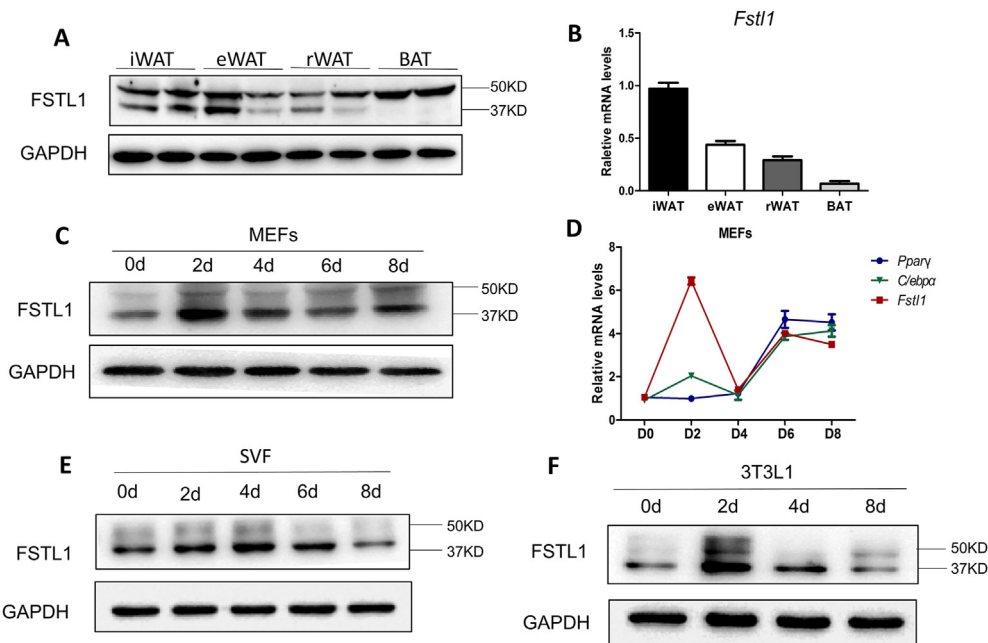 A
iWAT eWAT rWAT BAT
FSTL1
50KD
37KD
GAPDH
B
Fstl1
Raletive mRNA levels
1.5
1.0
0.5
0.0
iWAT eWAT rWAT BAT
C
MEFs
0d 2d 4d 6d 8d
FSTL1
50KD
37KD
GAPDH
D
MEFs
Relative mRNA levels
8
6
4
2
0
D0 D2 D4 D6 D8
Pparγ
C/ebpα
Fstl1
E
SVF
0d 2d 4d 6d 8d
FSTL1
50KD
37KD
GAPDH
F
3T3L1
0d 2d 4d 8d
FSTL1
50KD
37KD
GAPDH